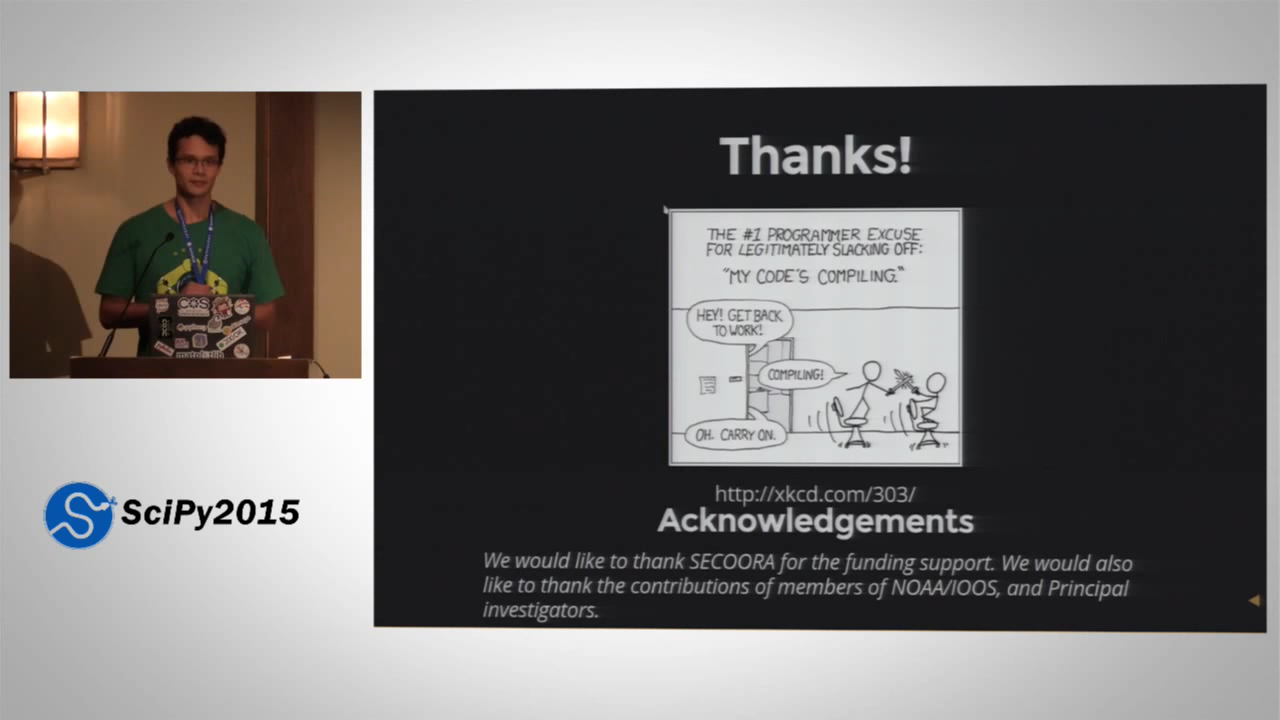 Thanks!
THE #1 PROGRAMMER EXCUSE
FOR LEGITIMATELY SLACKING OFF:
"MY CODE'S COMPILING."
HEY! GET BACK
TO WORK!
COMPILING!
OH. CARRY ON.
http://xkcd.com/303/
Acknowledgements
We would like to thank SECOORA for the funding support. We would also
like to thank the contributions of members of NOAA/IOOS, and Principal
investigators.
COS
matplotlib
SciPy2015